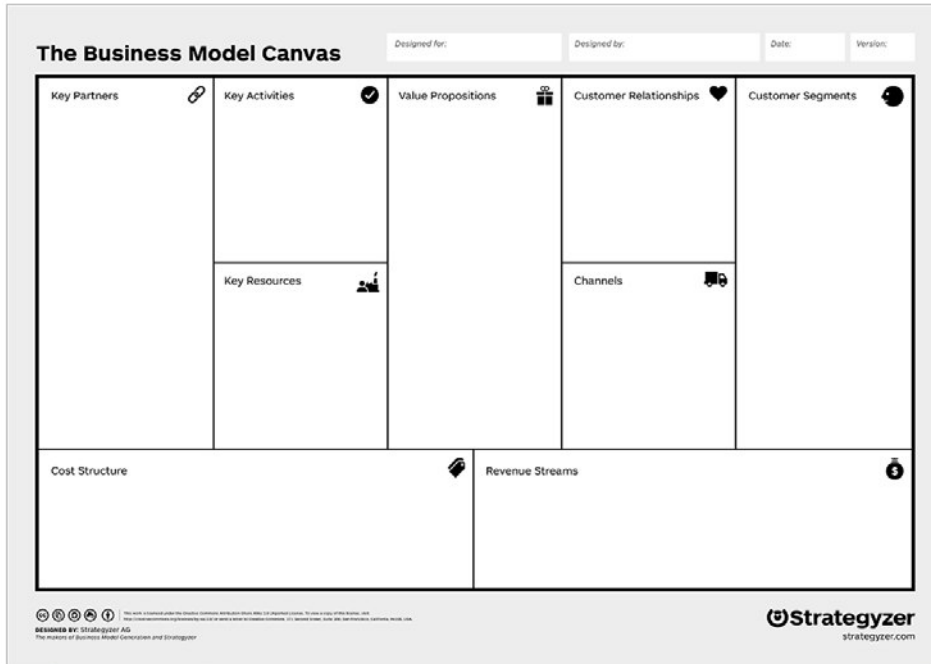 The Business Model Canvas
Designed for:
Designed by:
Date:
Version:
Key Partners
Key Activities
Value Propositions
Customer Relationships
Customer Segments
Key Resources
Channels
Cost Structure
Revenue Streams
DESIGNED BY: Strategyzer AG
The makers of Business Model Generation and Strategyzer
Strategyzer
strategyzer.com